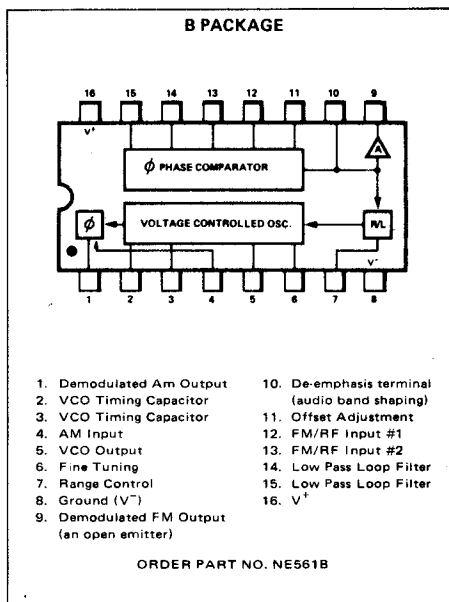 B PACKAGE
16 15 14 13 12 11 10 9
V+
A
ϕ PHASE COMPARATOR
ϕ
VOLTAGE CONTROLLED OSC.
R/L
V-
1 2 3 4 5 6 7 8
1. Demodulated Am Output
2. VCO Timing Capacitor
3. VCO Timing Capacitor
4. AM Input
5. VCO Output
6. Fine Tuning
7. Range Control
8. Ground (V⁻)
9. Demodulated FM Output
(an open emitter)
10. De-emphasis terminal
(audio band shaping)
11. Offset Adjustment
12. FM/RF Input #1
13. FM/RF Input #2
14. Low Pass Loop Filter
15. Low Pass Loop Filter
16. V⁺
ORDER PART NO. NE561B